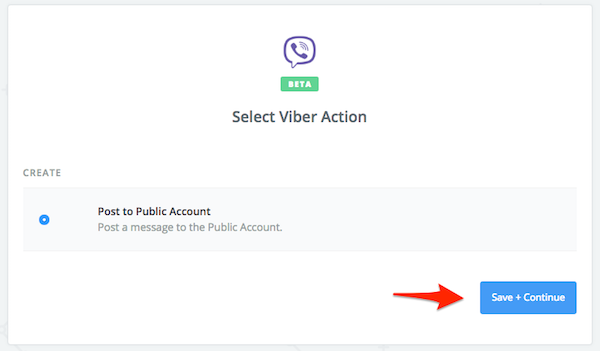 BETA
Select Viber Action
CREATE
Post to Public Account
Post a message to the Public Account.
Save + Continue